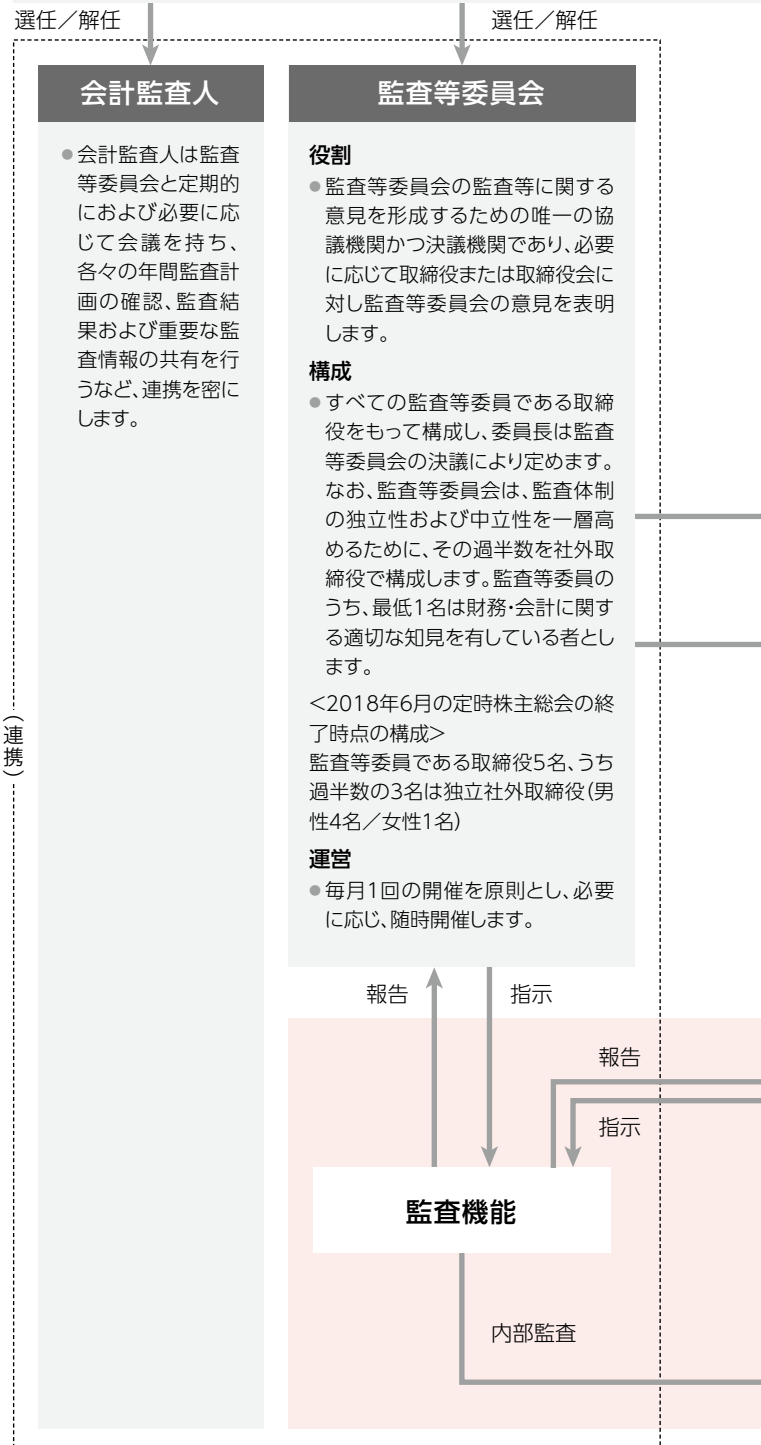 選任／解任
選任／解任
会計監査人
●会計監査人は監査
等委員会と定期的
におよび必要に応
じて会議を持ち、
各々の年間監査計
画の確認、監査結
果および重要な監
査情報の共有を行
うなど、連携を密に
します。
監査等委員会
役割
●監査等委員会の監査等に関する
意見を形成するための唯一の協
議機関かつ決議機関であり、必要
に応じて取締役または取締役会に
対し監査等委員会の意見を表明
します。
構成
●すべての監査等委員である取締
役をもって構成し、委員長は監査
等委員会の決議により定めます。
なお、監査等委員会は、監査体制
の独立性および中立性を一層高
めるために、その過半数を社外取
締役で構成します。監査等委員の
うち、最低1名は財務・会計に関す
る適切な知見を有している者とし
ます。
＜2018年6月の定時株主総会の終
了時点の構成＞
監査等委員である取締役5名、うち
過半数の3名は独立社外取締役（男
性4名／女性1名）
運営
●毎月1回の開催を原則とし、必要
に応じ、随時開催します。
（連携）
報告
指示
報告
指示
監査機能
内部監査